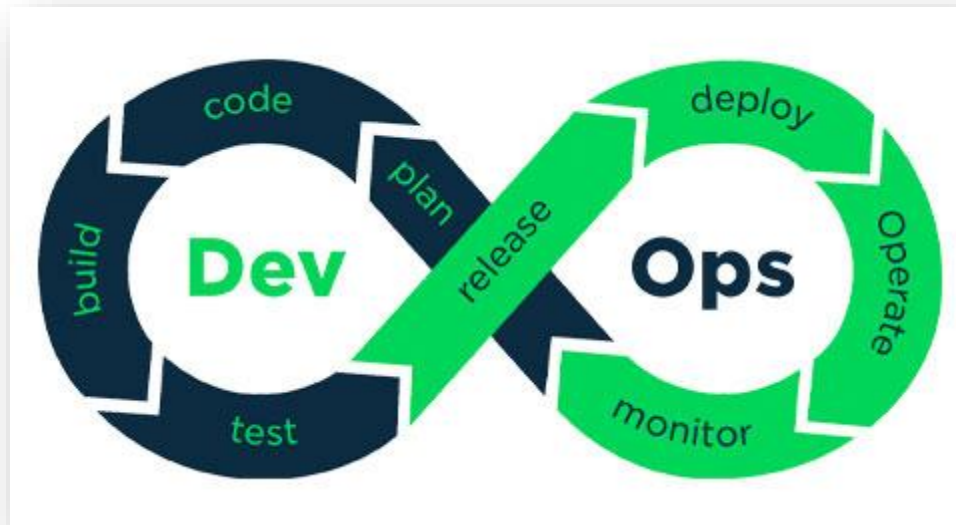 code
deploy
plan
release
build
Dev
Ops
Operate
test
monitor